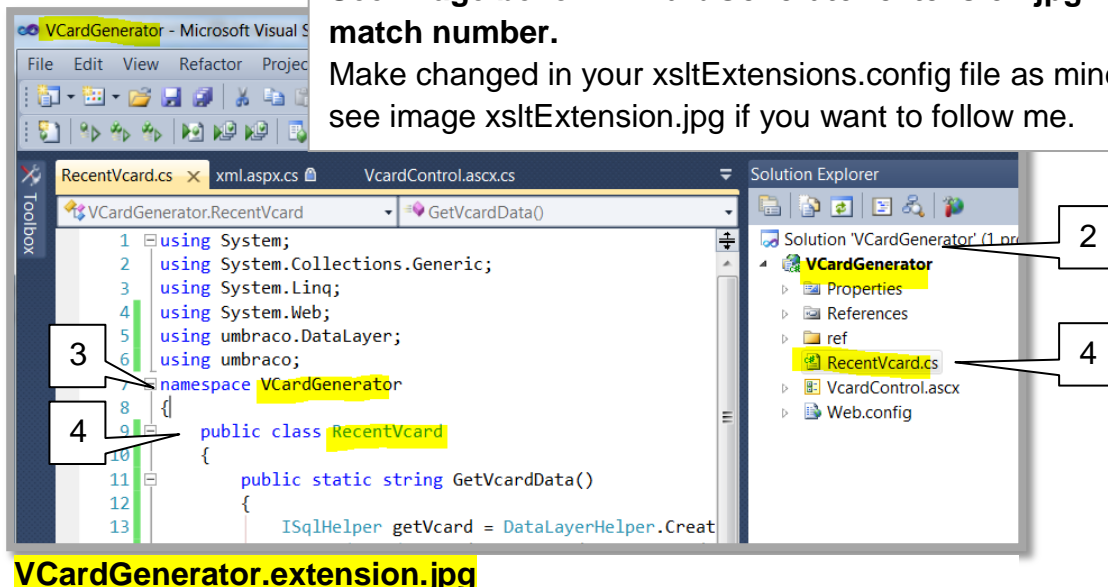 match number.
Make changed in your xsltExtensions.config file as
see image xsltExtension.jpg if you want to follow me.
VCardGenerator - Microsoft Visual
File Edit View Refactor
RecentVcard.cs xml.aspx.cs VcardControl.ascx.cs
Toolbox
VCardGenerator.RecentVcard GetVcardData()
1 using System;
2 using System.Collections.Generic;
3 using System.Linq;
4 using System.Web;
5 using umbraco.DataLayer;
6 using umbraco;
7 namespace VCardGenerator
8 {
9 public class RecentVcard
10 {
11 public static string GetVcardData()
12 {
13 ISqlHelper getVcard = DataLayerHelper.Creat
3
4
Solution Explorer
Solution 'VCardGenerator' (1
VCardGenerator
Properties
References
ref
RecentVcard.cs
VcardControl.ascx
Web.config
2
4
VCardGenerator.extension.jpg